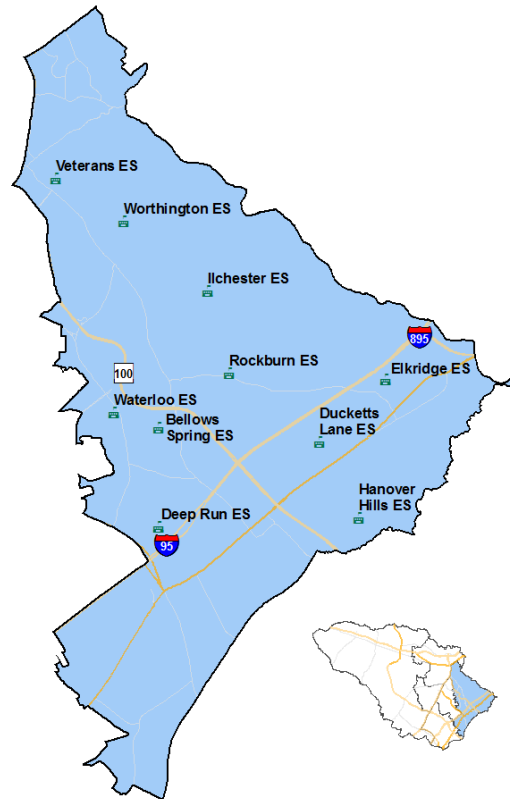 Veterans ES
Worthington ES
Ilchester ES
895
Rockburn ES
Elkridge ES
100
Waterloo ES
Bellows
Spring ES
Ducketts
Lane ES
Hanover
Hills ES
Deep Run ES
95